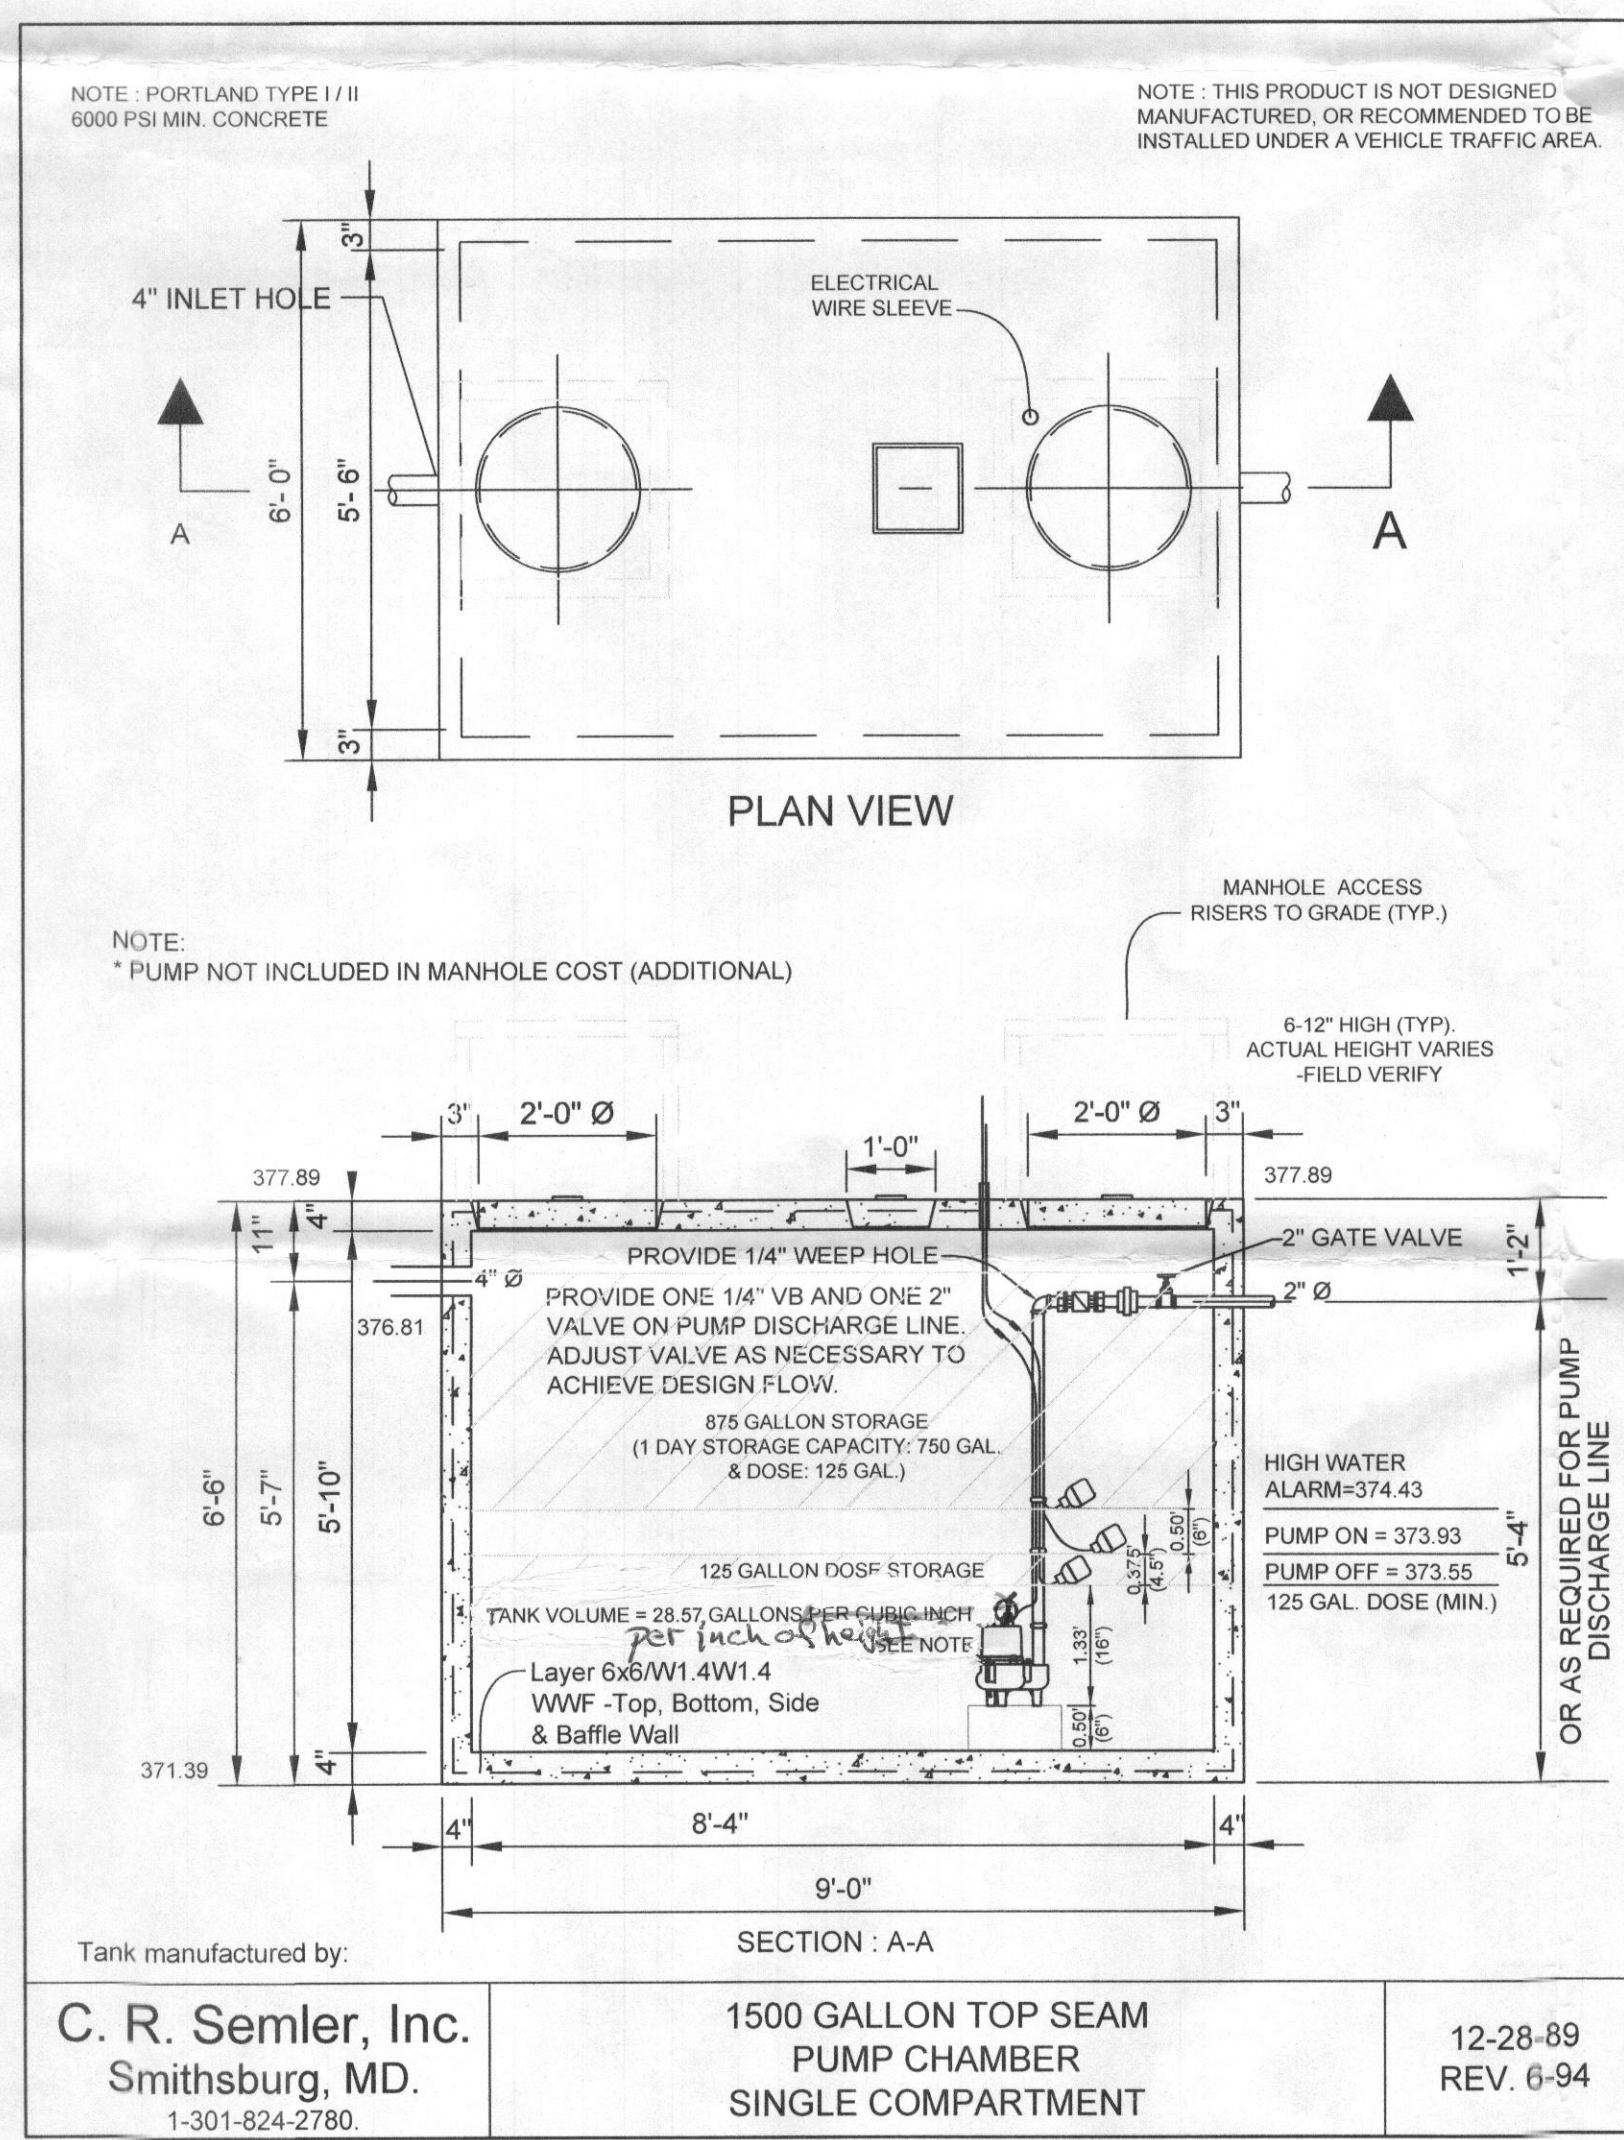 NOTE : PORTLAND TYPE I / II
6000 PSI MIN. CONCRETE
NOTE : THIS PRODUCT IS NOT DESIGNED
MANUFACTURED, OR RECOMMENDED TO BE
INSTALLED UNDER A VEHICLE TRAFFIC AREA.
3"
4" INLET HOLE
ELECTRICAL
WIRE SLEEVE
6'- 0"
5'- 6"
A
A
3"
PLAN VIEW
MANHOLE ACCESS
RISERS TO GRADE (TYP.)
NOTE:
* PUMP NOT INCLUDED IN MANHOLE COST (ADDITIONAL)
6-12" HIGH (TYP).
ACTUAL HEIGHT VARIES
-FIELD VERIFY
3"
2'-0" Ø
1'-0"
2'-0" Ø
3"
377.89
377.89
11"
4"
4" Ø
376.81
PROVIDE 1/4" WEEP HOLE
2" GATE VALVE
1'-2"
2" Ø
PROVIDE ONE 1/4" VB AND ONE 2"
VALVE ON PUMP DISCHARGE LINE.
ADJUST VALVE AS NECESSARY TO
ACHIEVE DESIGN FLOW.
875 GALLON STORAGE
(1 DAY STORAGE CAPACITY: 750 GAL.
& DOSE: 125 GAL.)
6'-6"
5'-7"
5'-10"
HIGH WATER
ALARM=374.43
PUMP ON = 373.93
PUMP OFF = 373.55
125 GAL. DOSE (MIN.)
5'-4"
OR AS REQUIRED FOR PUMP
DISCHARGE LINE
0.50'
(6")
0.375'
(4.5")
125 GALLON DOSE STORAGE
TANK VOLUME = 28.57 GALLONS PER CUBIC INCH
per inch of height
SEE NOTE
1.33'
(16")
0.50'
(6")
Layer 6x6/W1.4W1.4
WWF -Top, Bottom, Side
& Baffle Wall
371.39
4"
4"
8'-4"
4"
9'-0"
SECTION : A-A
Tank manufactured by:
C. R. Semler, Inc.
Smithsburg, MD.
1-301-824-2780.
1500 GALLON TOP SEAM
PUMP CHAMBER
SINGLE COMPARTMENT
12-28-89
REV. 6-94